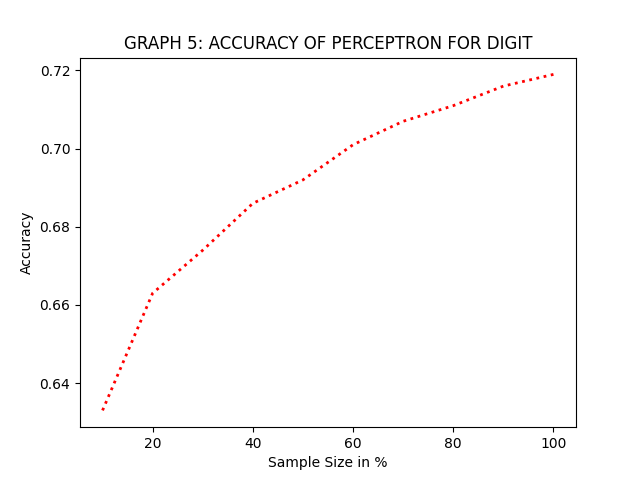 GRAPH 5: ACCURACY OF PERCEPTRON FOR DIGIT
0.72
0.70
0.68
0.66
0.64
Accuracy
20 40 60 80 100
Sample Size in %